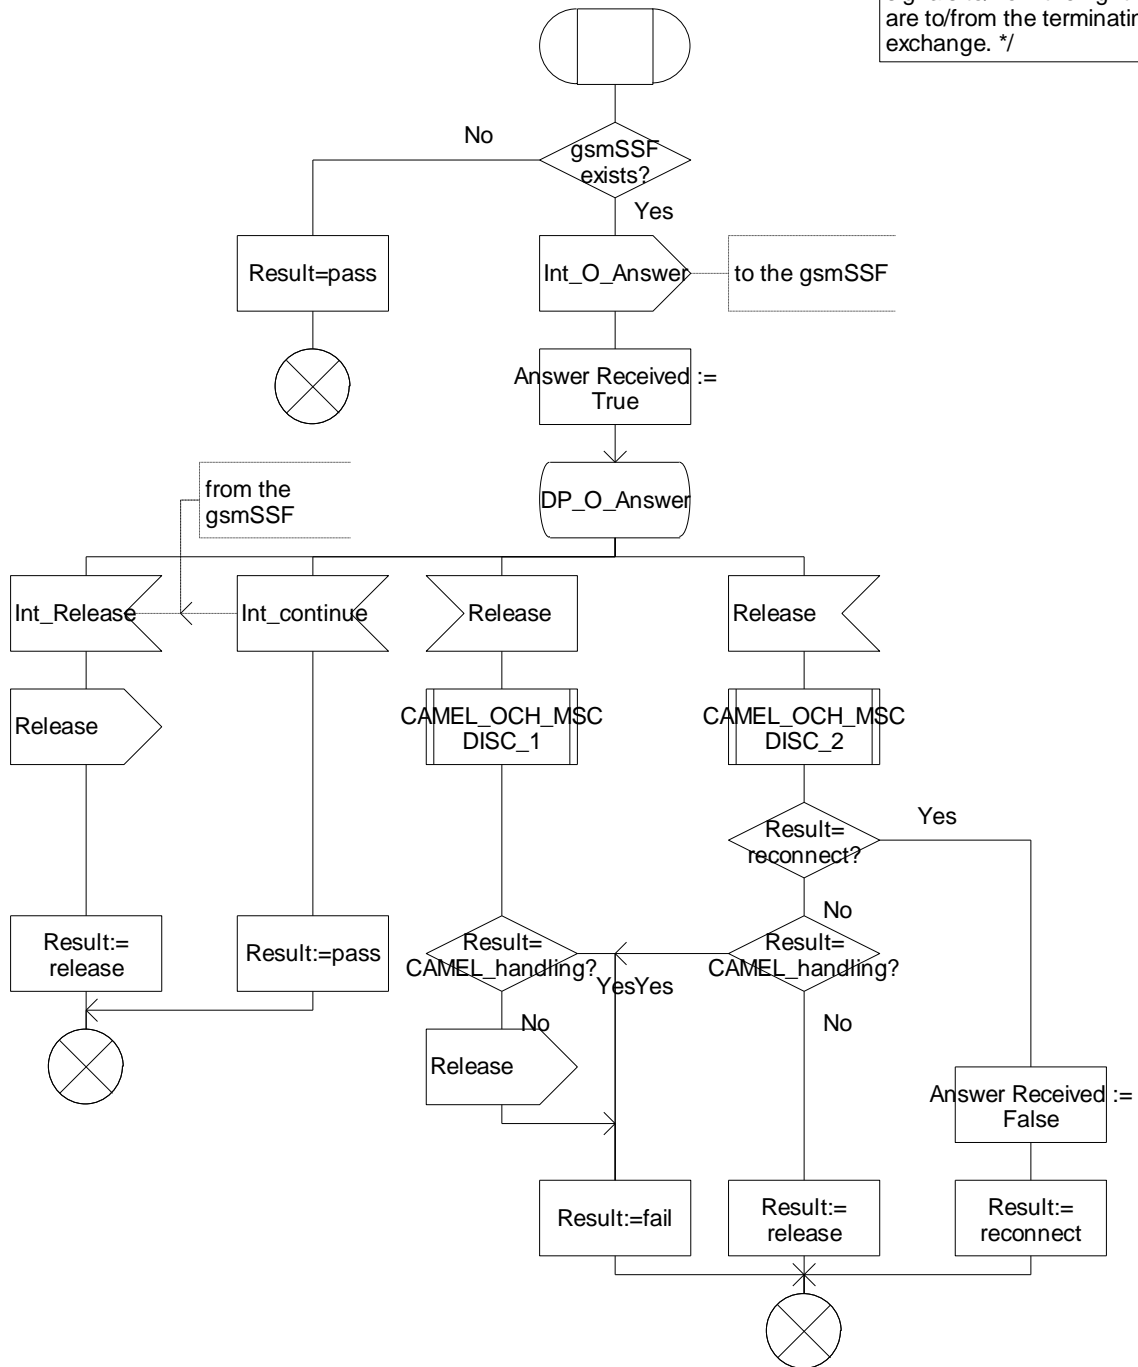 are to/from the terminatin
exchange. */
No
gsmSSF
exists?
Yes
Result=pass
Int_O_Answer
to the gsmSSF
Answer Received :=
True
from the
gsmSSF
DP_O_Answer
Int_Release
Int_continue
Release
Release
Release
CAMEL_OCH_MSC
DISC_1
CAMEL_OCH_MSC
DISC_2
Result=
reconnect?
Yes
No
Result:=
release
Result:=pass
Result=
CAMEL_handling?
Result=
CAMEL_handling?
YesYes
No
No
Release
Answer Received :=
False
Result:=fail
Result:=
release
Result:=
reconnect